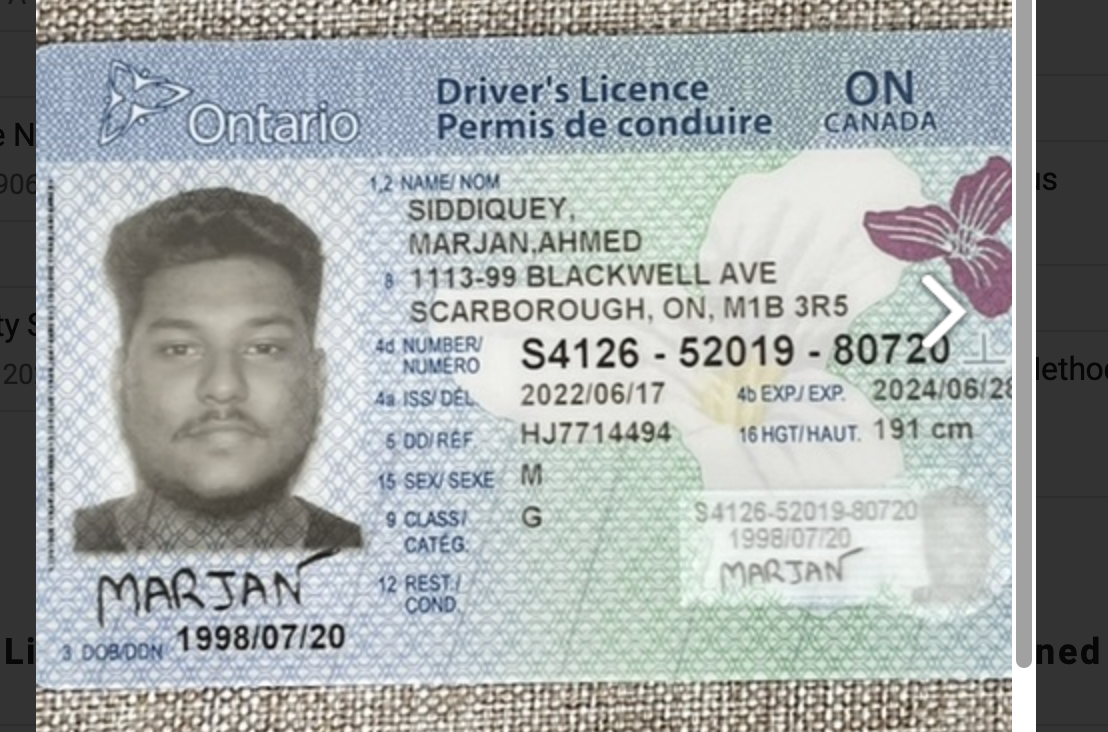 Ontario
Driver's Licence
Permis de conduire
ON
CANADA
1,2 NAME/ NOM
SIDDIQUEY,
MARJAN,AHMED
8 1113-99 BLACKWELL AVE
SCARBOROUGH, ON, M1B 3R5
4d NUMBER/
NUMÉRO
S4126 - 52019 - 80720
4a ISS/ DÉL. 2022/06/17 4b EXP./ EXP. 2024/06/28
5 DD/RÉF. HJ7714494 16 HGT/HAUT. 191 cm
15 SEX/ SEXE M
9 CLASS/ G
CATÉG.
12 REST./
COND.
S4126-52019-80720
1998/07/20
MARJAN
MARJAN
3 DOB/DDN 1998/07/20
e N
906
ty S
20
Li
us
letho
ned